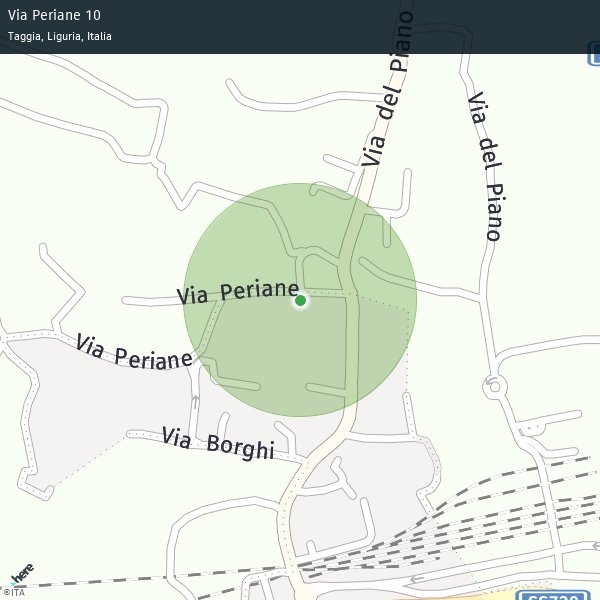 Via Periane 10
Taggia, Liguria, Italia
Via del Piano
Via del Piano
Via Periane
Via Periane
Via Borghi
here
©ITA